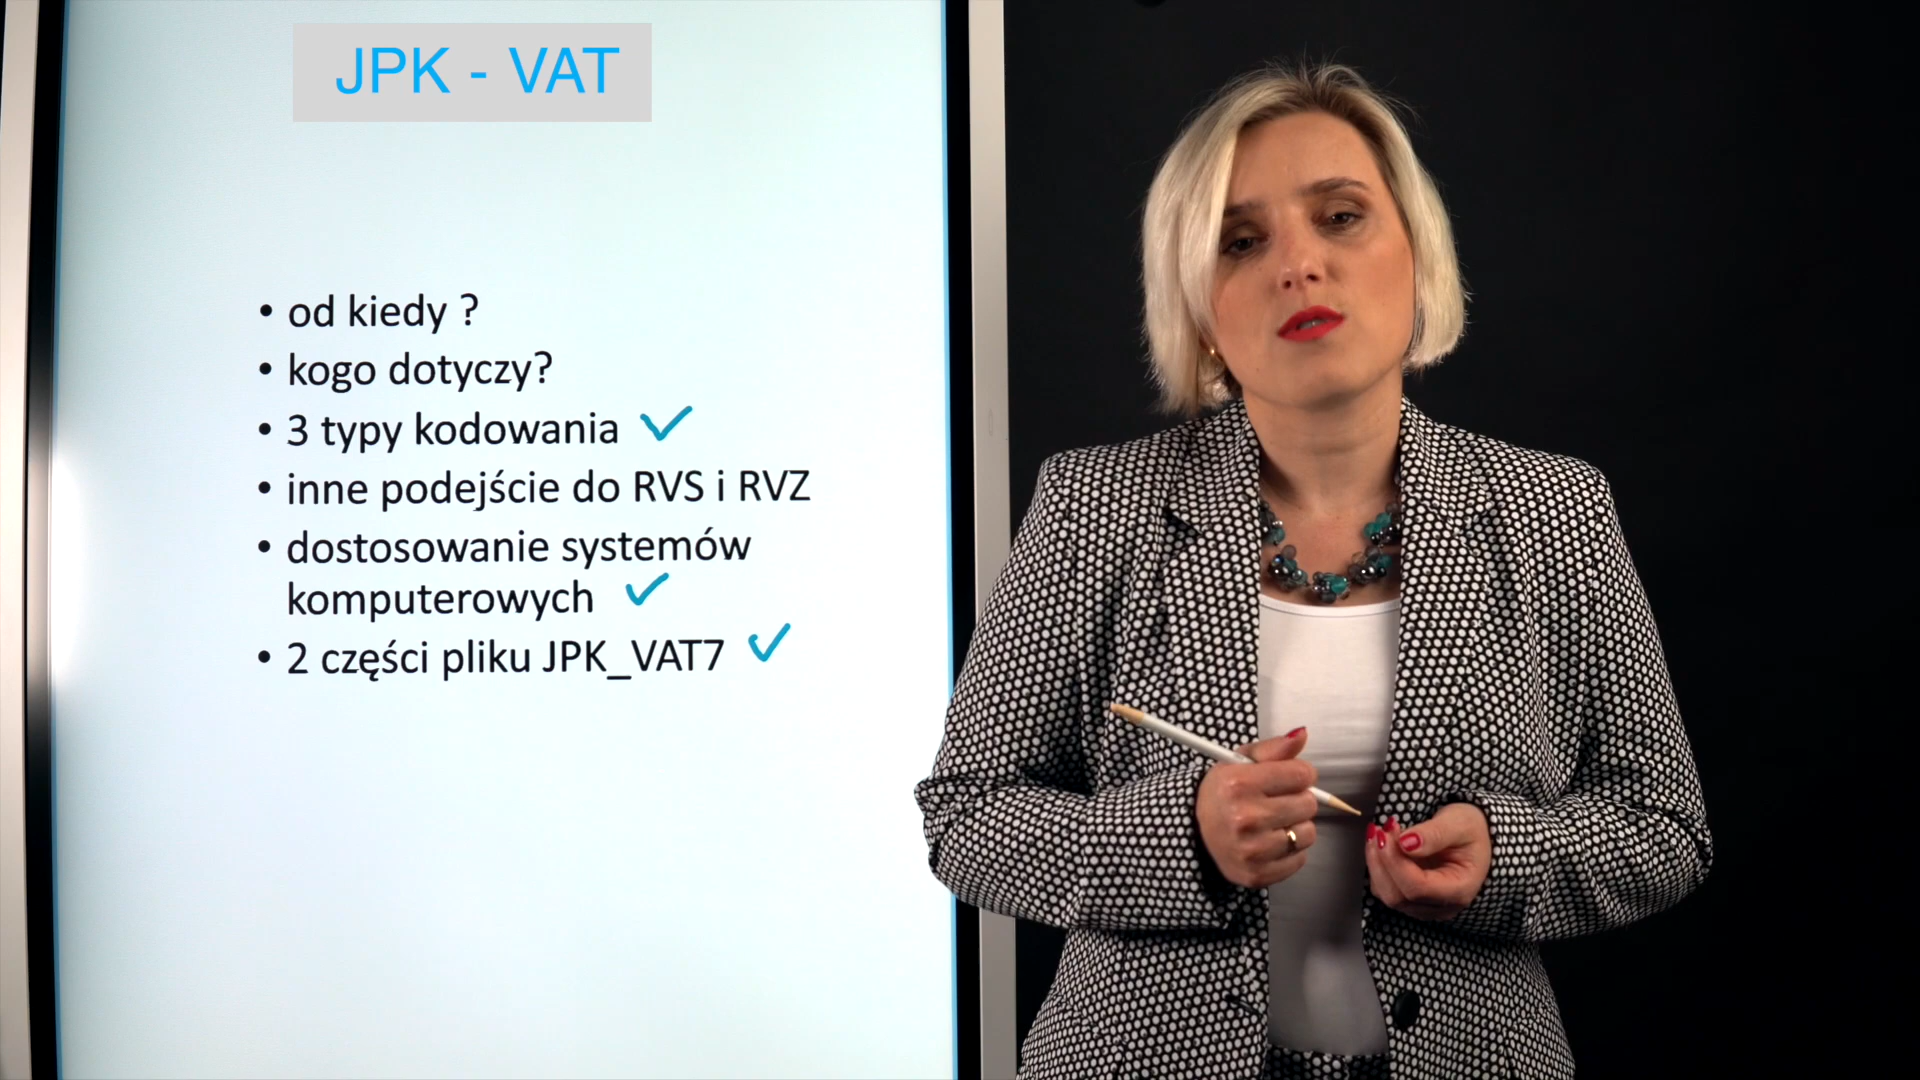 JPK - VAT
• od kiedy ?
• kogo dotyczy?
• 3 typy kodowania ✓
• inne podejście do RVS i RVZ
• dostosowanie systemów
komputerowych ✓
• 2 części pliku JPK_VAT7 ✓